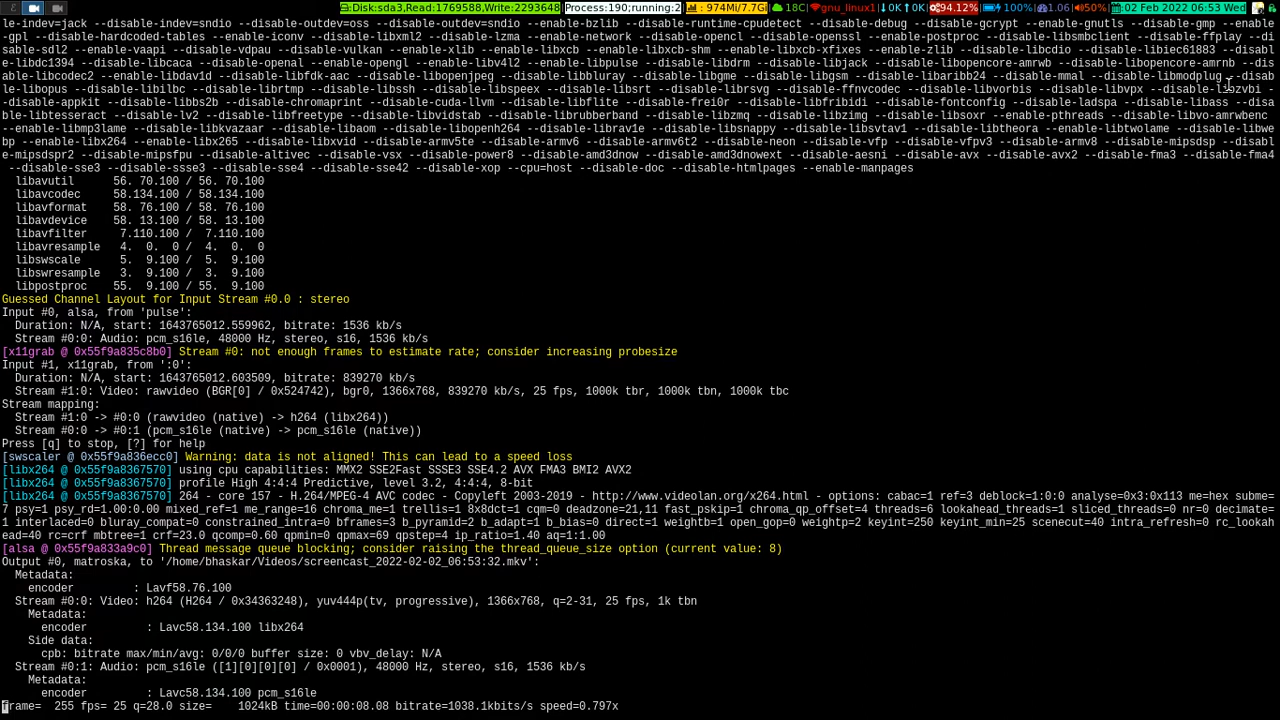 Disk:sda3,Read:1769588,Write:2293648 Process:190;running:2 974Mi/7.7Gi 18C gnu_linux1 0K 0K 94.12% 100% 1.06 50% :02 Feb 2022 06:53 Wed
le-indev=jack --disable-indev=sndio --disable-outdev=oss --disable-outdev=sndio --enable-bzlib --disable-runtime-cpudetect --disable-debug --disable-gcrypt --enable-gnutls --disable-gmp --enable
-gpl --disable-hardcoded-tables --enable-iconv --disable-libxml2 --disable-lzma --enable-network --disable-opencl --disable-openssl --enable-postproc --disable-libsmbclient --disable-ffplay --di
sable-sdl2 --enable-vaapi --disable-vdpau --disable-vulkan --enable-xlib --enable-libxcb --enable-libxcb-shm --enable-libxcb-xfixes --enable-zlib --disable-libcdio --disable-libiec61883 --disabl
e-libdc1394 --disable-libcaca --disable-openal --enable-opengl --enable-libv4l2 --enable-libpulse --disable-libdrm --disable-libjack --disable-libopencore-amrwb --disable-libopencore-amrnb --dis
able-libcodec2 --enable-libdav1d --disable-libfdk-aac --disable-libopenjpeg --disable-libbluray --disable-libgme --disable-libgsm --disable-libaribb24 --disable-mmal --disable-libmodplug --disab
le-libopus --disable-libilbc --disable-librtmp --disable-libssh --disable-libspeex --disable-libsrt --disable-librsvg --disable-ffnvcodec --disable-libvorbis --disable-libvpx --disable-libzvbi -
-disable-appkit --disable-libbs2b --disable-chromaprint --disable-cuda-llvm --disable-libflite --disable-frei0r --disable-libfribidi --disable-fontconfig --disable-ladspa --disable-libass --disa
ble-libtesseract --disable-lv2 --disable-libfreetype --disable-libvidstab --disable-librubberband --disable-libzmq --disable-libzimg --disable-libsoxr --enable-pthreads --disable-libvo-amrwbenc
--enable-libmp3lame --disable-libkvazaar --disable-libaom --disable-libopenh264 --disable-librav1e --disable-libsnappy --disable-libsvtav1 --disable-libtheora --enable-libtwolame --disable-libwe
bp --enable-libx264 --enable-libx265 --disable-libxvid --disable-armv5te --disable-armv6 --disable-armv6t2 --disable-neon --disable-vfp --disable-vfpv3 --disable-armv8 --disable-mipsdsp --disabl
e-mipsdspr2 --disable-mipsfpu --disable-altivec --disable-vsx --disable-power8 --disable-amd3dnow --disable-amd3dnowext --disable-aesni --disable-avx --disable-avx2 --disable-fma3 --disable-fma4
--disable-sse3 --disable-ssse3 --disable-sse4 --disable-sse42 --disable-xop --cpu=host --disable-doc --disable-htmlpages --enable-manpages
libavutil 56. 70.100 / 56. 70.100
libavcodec 58.134.100 / 58.134.100
libavformat 58. 76.100 / 58. 76.100
libavdevice 58. 13.100 / 58. 13.100
libavfilter 7.110.100 / 7.110.100
libavresample 4. 0. 0 / 4. 0. 0
libswscale 5. 9.100 / 5. 9.100
libswresample 3. 9.100 / 3. 9.100
libpostproc 55. 9.100 / 55. 9.100
Guessed Channel Layout for Input Stream #0.0 : stereo
Input #0, alsa, from 'pulse':
Duration: N/A, start: 1643765012.559962, bitrate: 1536 kb/s
Stream #0:0: Audio: pcm_s16le, 48000 Hz, stereo, s16, 1536 kb/s
[x11grab @ 0x55f9a835c8b0] Stream #0: not enough frames to estimate rate; consider increasing probesize
Input #1, x11grab, from ':0':
Duration: N/A, start: 1643765012.603509, bitrate: 839270 kb/s
Stream #1:0: Video: rawvideo (BGR[0] / 0x524742), bgr0, 1366x768, 839270 kb/s, 25 fps, 1000k tbr, 1000k tbn, 1000k tbc
Stream mapping:
Stream #1:0 -> #0:0 (rawvideo (native) -> h264 (libx264))
Stream #0:0 -> #0:1 (pcm_s16le (native) -> pcm_s16le (native))
Press [q] to stop, [?] for help
[swscaler @ 0x55f9a836ecc0] Warning: data is not aligned! This can lead to a speed loss
[libx264 @ 0x55f9a8367570] using cpu capabilities: MMX2 SSE2Fast SSSE3 SSE4.2 AVX FMA3 BMI2 AVX2
[libx264 @ 0x55f9a8367570] profile High 4:4:4 Predictive, level 3.2, 4:4:4, 8-bit
[libx264 @ 0x55f9a8367570] 264 - core 157 - H.264/MPEG-4 AVC codec - Copyleft 2003-2019 - http://www.videolan.org/x264.html - options: cabac=1 ref=3 deblock=1:0:0 analyse=0x3:0x113 me=hex subme=
7 psy=1 psy_rd=1.00:0.00 mixed_ref=1 me_range=16 chroma_me=1 trellis=1 8x8dct=1 cqm=0 deadzone=21,11 fast_pskip=1 chroma_qp_offset=4 threads=6 lookahead_threads=1 sliced_threads=0 nr=0 decimate=
1 interlaced=0 bluray_compat=0 constrained_intra=0 bframes=3 b_pyramid=2 b_adapt=1 b_bias=0 direct=1 weightb=1 open_gop=0 weightp=2 keyint=250 keyint_min=25 scenecut=40 intra_refresh=0 rc_lookah
ead=40 rc=crf mbtree=1 crf=23.0 qcomp=0.60 qpmin=0 qpmax=69 qpstep=4 ip_ratio=1.40 aq=1:1.00
[alsa @ 0x55f9a833a9c0] Thread message queue blocking; consider raising the thread_queue_size option (current value: 8)
Output #0, matroska, to '/home/bhaskar/Videos/screencast_2022-02-02_06:53:32.mkv':
Metadata:
encoder : Lavf58.76.100
Stream #0:0: Video: h264 (H264 / 0x34363248), yuv444p(tv, progressive), 1366x768, q=2-31, 25 fps, 1k tbn
Metadata:
encoder : Lavc58.134.100 libx264
Side data:
cpb: bitrate max/min/avg: 0/0/0 buffer size: 0 vbv_delay: N/A
Stream #0:1: Audio: pcm_s16le ([1][0][0][0] / 0x0001), 48000 Hz, stereo, s16, 1536 kb/s
Metadata:
encoder : Lavc58.134.100 pcm_s16le
frame= 255 fps= 25 q=28.0 size= 1024kB time=00:00:08.08 bitrate=1038.1kbits/s speed=0.797x